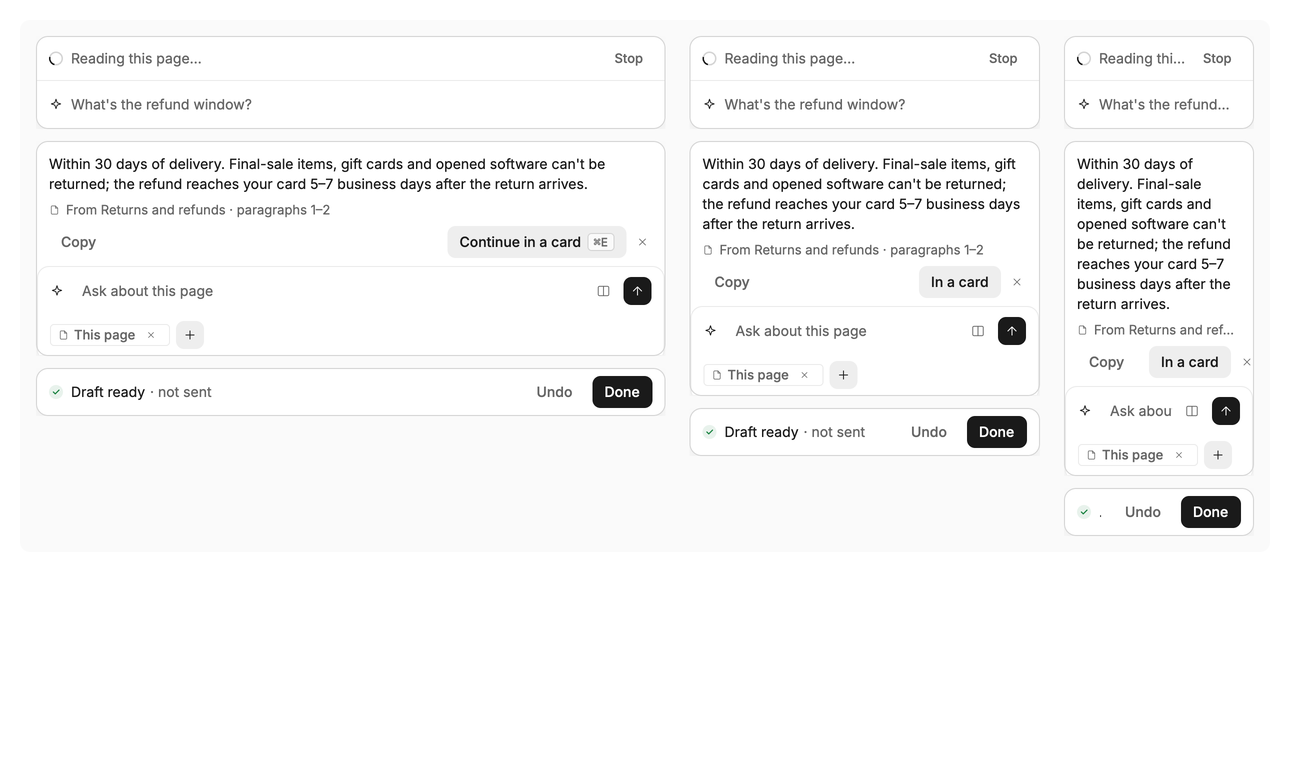 Reading this page...
Stop
What's the refund window?
Within 30 days of delivery. Final-sale items, gift cards and opened software can't be
returned; the refund reaches your card 5–7 business days after the return arrives.
From Returns and refunds · paragraphs 1–2
Copy
Continue in a card ⌘E
Ask about this page
This page
Draft ready · not sent
Undo
Done
Reading this page...
Stop
What's the refund window?
Within 30 days of delivery. Final-sale items, gift
cards and opened software can't be returned;
the refund reaches your card 5–7 business days
after the return arrives.
From Returns and refunds · paragraphs 1–2
Copy
In a card
Ask about this page
This page
Draft ready · not sent
Undo
Done
Reading thi...
Stop
What's the refund...
Within 30 days of
delivery. Final-sale
items, gift cards and
opened software can't
be returned; the refund
reaches your card 5–7
business days after the
return arrives.
From Returns and ref...
Copy
In a card
Ask abou
This page
.
Undo
Done